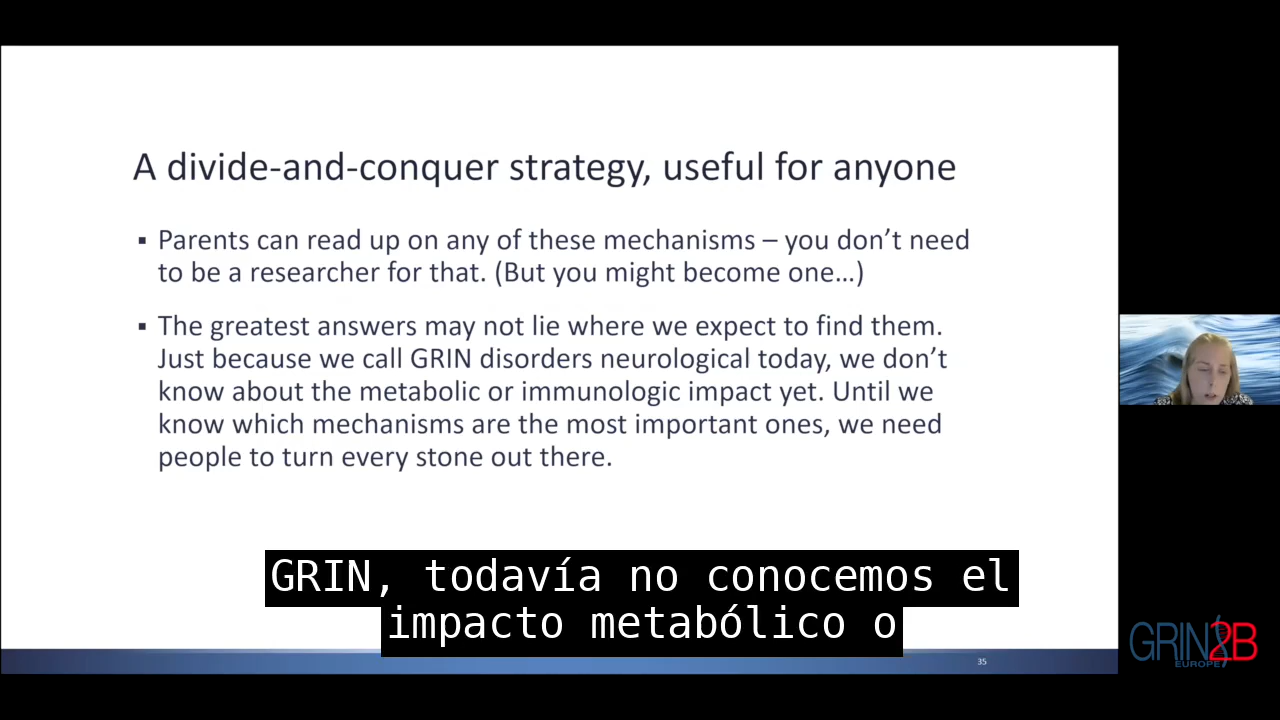 A divide-and-conquer strategy, useful for anyone
▪ Parents can read up on any of these mechanisms – you don’t need
to be a researcher for that. (But you might become one…)
▪ The greatest answers may not lie where we expect to find them.
Just because we call GRIN disorders neurological today, we don’t
know about the metabolic or immunologic impact yet. Until we
know which mechanisms are the most important ones, we need
people to turn every stone out there.
GRIN, todavía no conocemos el
impacto metabólico o
35
GRIN2B
EUROPE